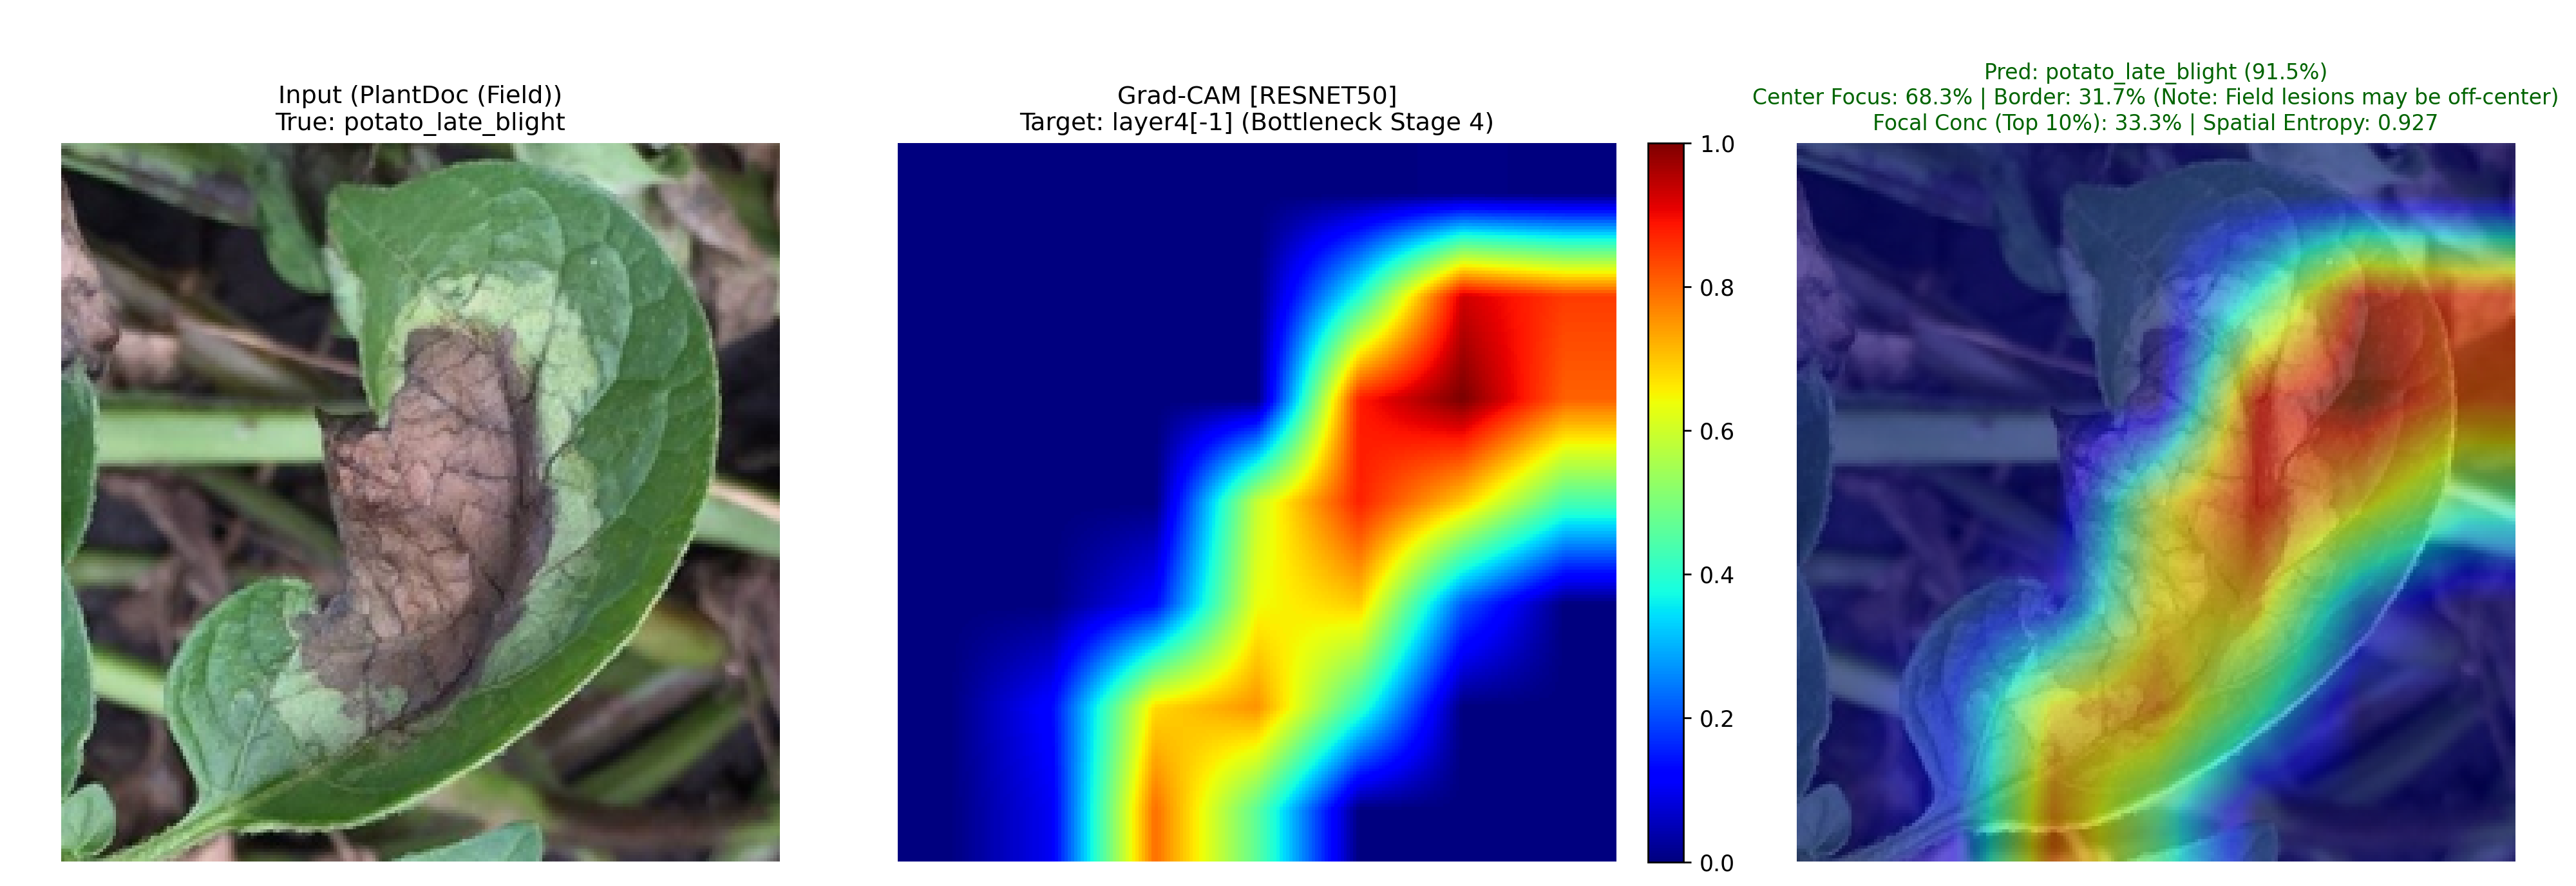 Input (PlantDoc (Field))
True: potato_late_blight
Grad-CAM [RESNET50]
Target: layer4[-1] (Bottleneck Stage 4)
1.0
0.8
0.6
0.4
0.2
0.0
Pred: potato_late_blight (91.5%)
Center Focus: 68.3% | Border: 31.7% (Note: Field lesions may be off-center)
Focal Conc (Top 10%): 33.3% | Spatial Entropy: 0.927